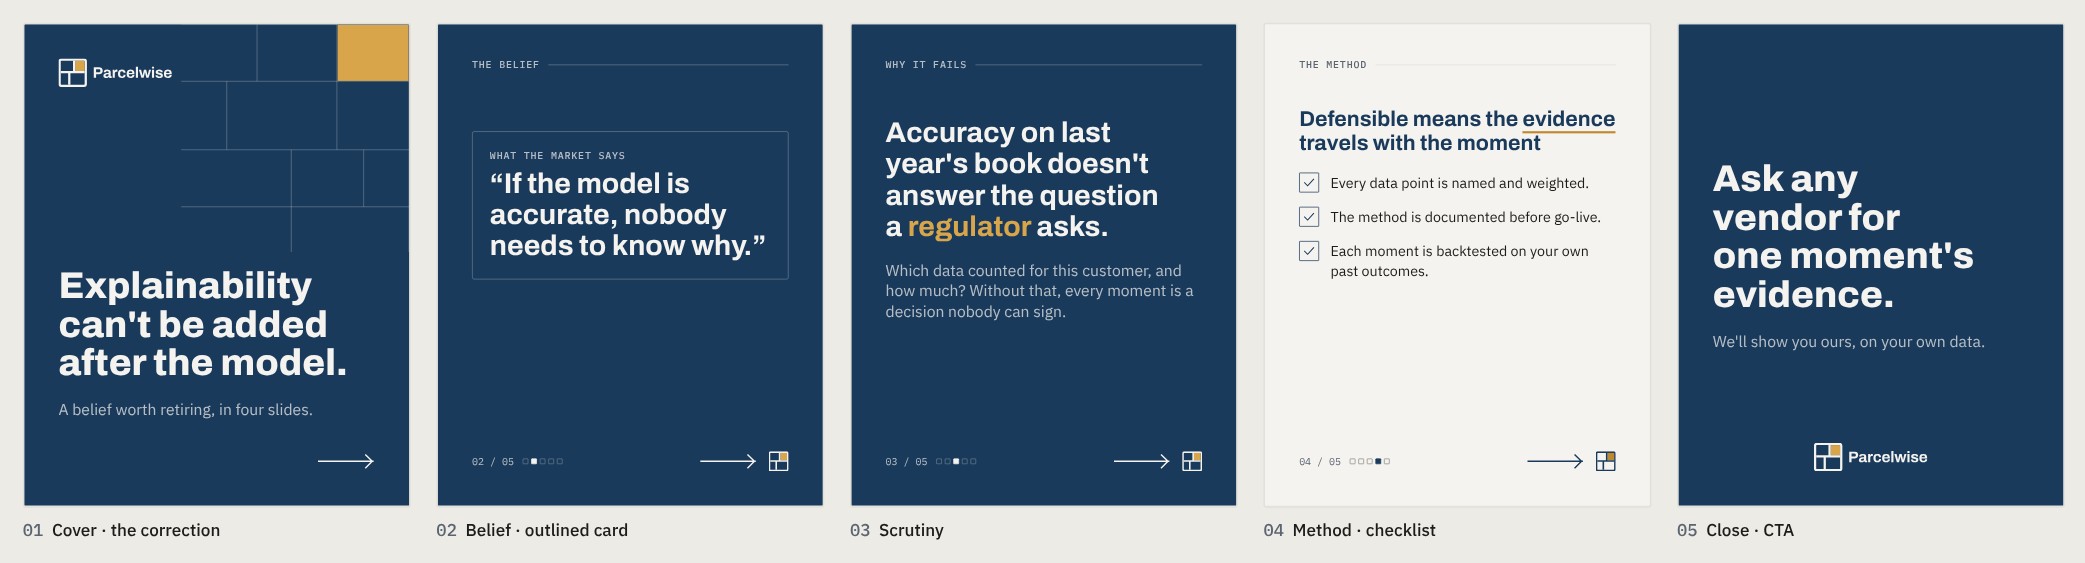 Parcelwise
Explainability
can't be added
after the model.
A belief worth retiring, in four slides.
01 Cover · the correction
THE BELIEF
WHAT THE MARKET SAYS
“If the model is
accurate, nobody
needs to know why.”
02 / 05
02 Belief · outlined card
WHY IT FAILS
Accuracy on last
year's book doesn't
answer the question
a regulator asks.
Which data counted for this customer, and
how much? Without that, every moment is a
decision nobody can sign.
03 / 05
03 Scrutiny
THE METHOD
Defensible means the evidence
travels with the moment
Every data point is named and weighted.
The method is documented before go-live.
Each moment is backtested on your own
past outcomes.
04 / 05
04 Method · checklist
Ask any
vendor for
one moment's
evidence.
We'll show you ours, on your own data.
Parcelwise
05 Close · CTA